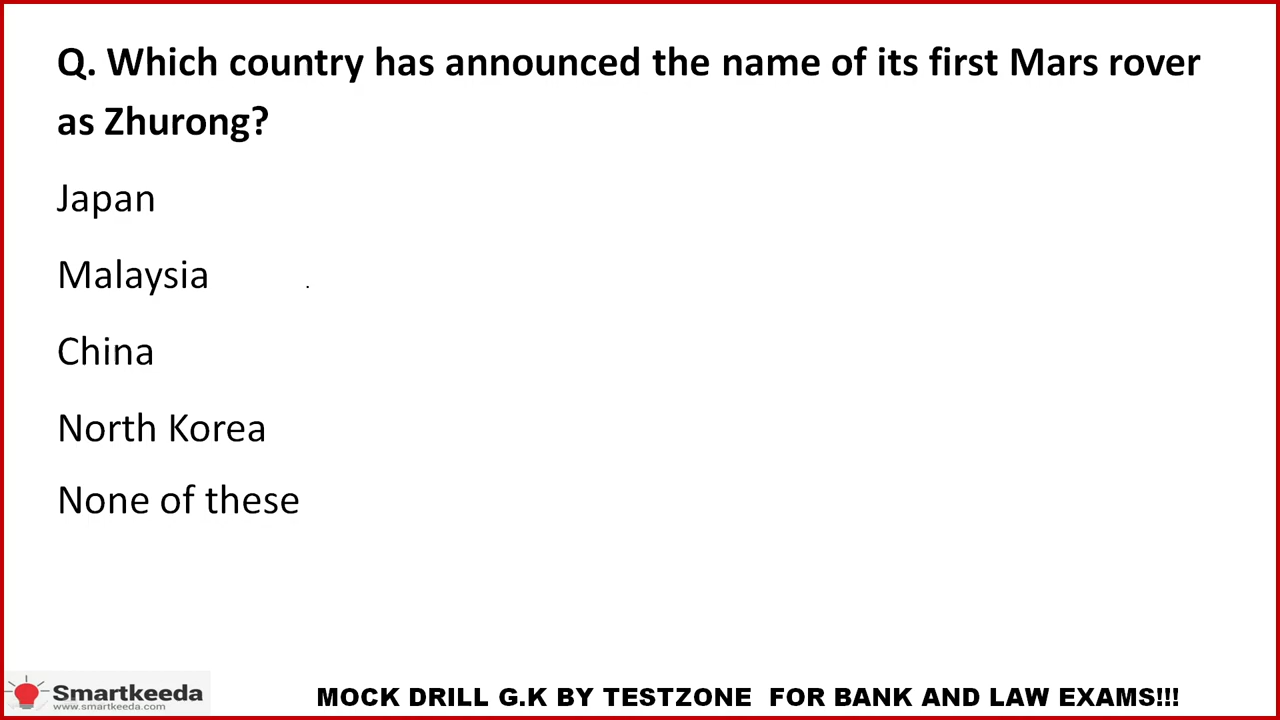 Q. Which country has announced the name of its first Mars rover
as Zhurong?
Japan
Malaysia
China
North Korea
None of these
Smartkeeda
www.smartkeeda.com
MOCK DRILL G.K BY TESTZONE FOR BANK AND LAW EXAMS!!!